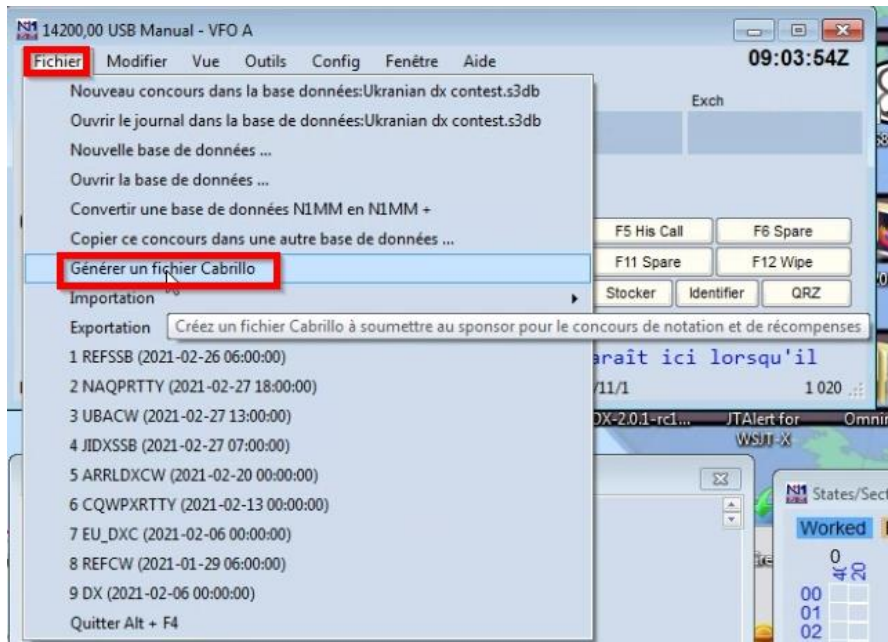 14200,00 USB Manual - VFO A
Fichier Modifier Vue Outils Config Fenêtre Aide 09:03:54Z
Nouveau concours dans la base données:Ukranian dx contest.s3db
Exch
Ouvrir le journal dans la base de données:Ukranian dx contest.s3db
Nouvelle base de données ...
Ouvrir la base de données ...
Convertir une base de données N1MM en N1MM +
Copier ce concours dans une autre base de données ...
F5 His Call F6 Spare
Générer un fichier Cabrillo
F11 Spare F12 Wipe
Importation
Stocker Identifier QRZ
Exportation
Créez un fichier Cabrillo à soumettre au sponsor pour le concours de notation et de récompenses
1 REFSSB (2021-02-26 06:00:00)
ici lorsqu'il
2 NAQPRTTY (2021-02-27 18:00:00)
/11/1 1 020
3 UBACW (2021-02-27 13:00:00)
DX-2.0.1-rc1... JTAlert for
WSJT-X
4 JIDXSSB (2021-02-27 07:00:00)
5 ARRLDXCW (2021-02-20 00:00:00)
6 CQWPXRTTY (2021-02-13 00:00:00)
N1MM States/Sect
7 EU_DXC (2021-02-06 00:00:00)
Worked
8 REFCW (2021-01-29 06:00:00)
0
40 20
9 DX (2021-02-06 00:00:00)
00
01
Quitter Alt + F4
02